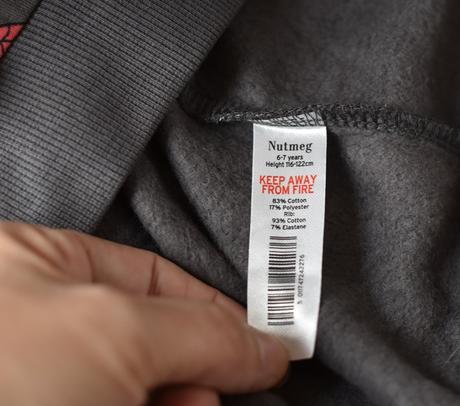 Nutmeg
6-7 years
Height 116-122cm
KEEP AWAY
FROM FIRE
83% Cotton
17% Polyester
Rib:
93% Cotton
7% Elastane